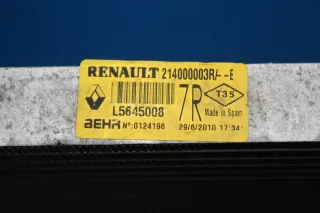 RENAULT 214000003R/--E
L5645008 7R T35
Made in Spain
BEHR Nº:0124196 29/6/2010 17:34